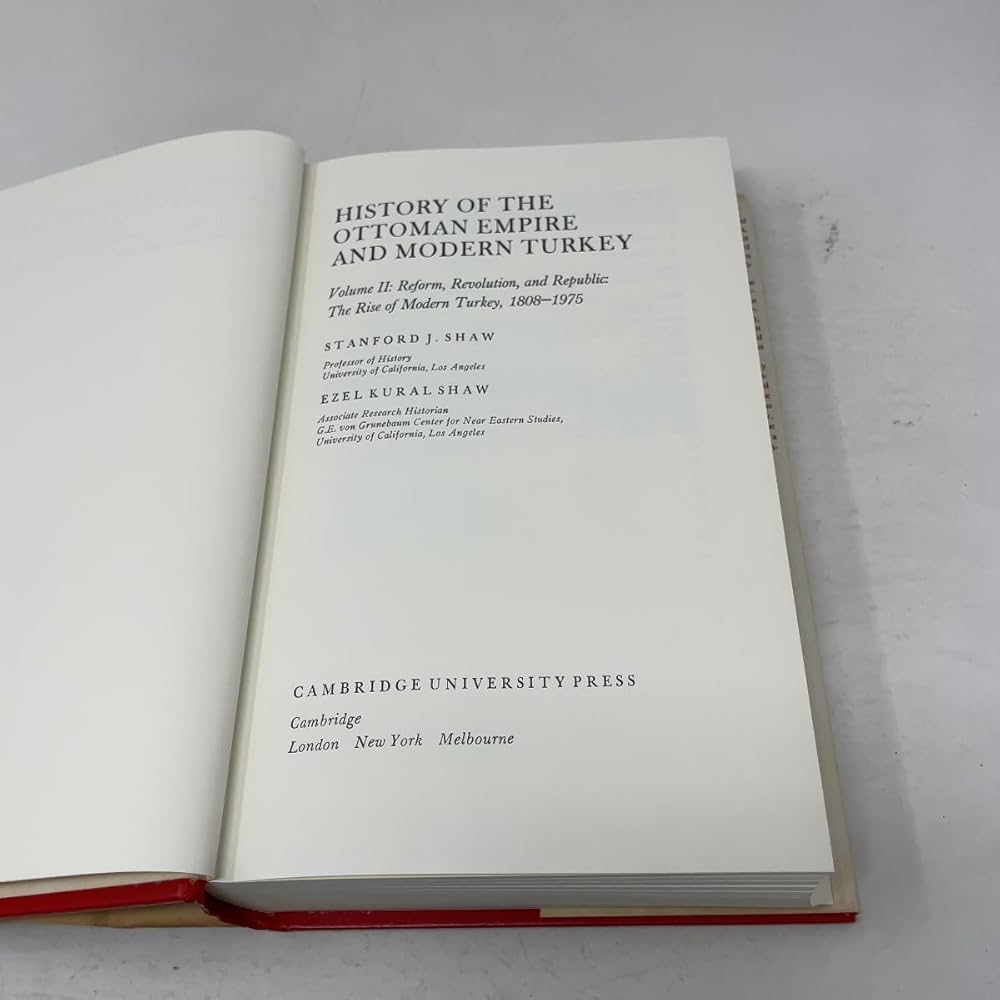 HISTORY OF THE
OTTOMAN EMPIRE
AND MODERN TURKEY
Volume II: Reform, Revolution, and Republic:
The Rise of Modern Turkey, 1808–1975
STANFORD J. SHAW
Professor of History
University of California, Los Angeles
EZEL KURAL SHAW
Associate Research Historian
G.E. von Grunebaum Center for Near Eastern Studies,
University of California, Los Angeles
CAMBRIDGE UNIVERSITY PRESS
Cambridge
London New York Melbourne